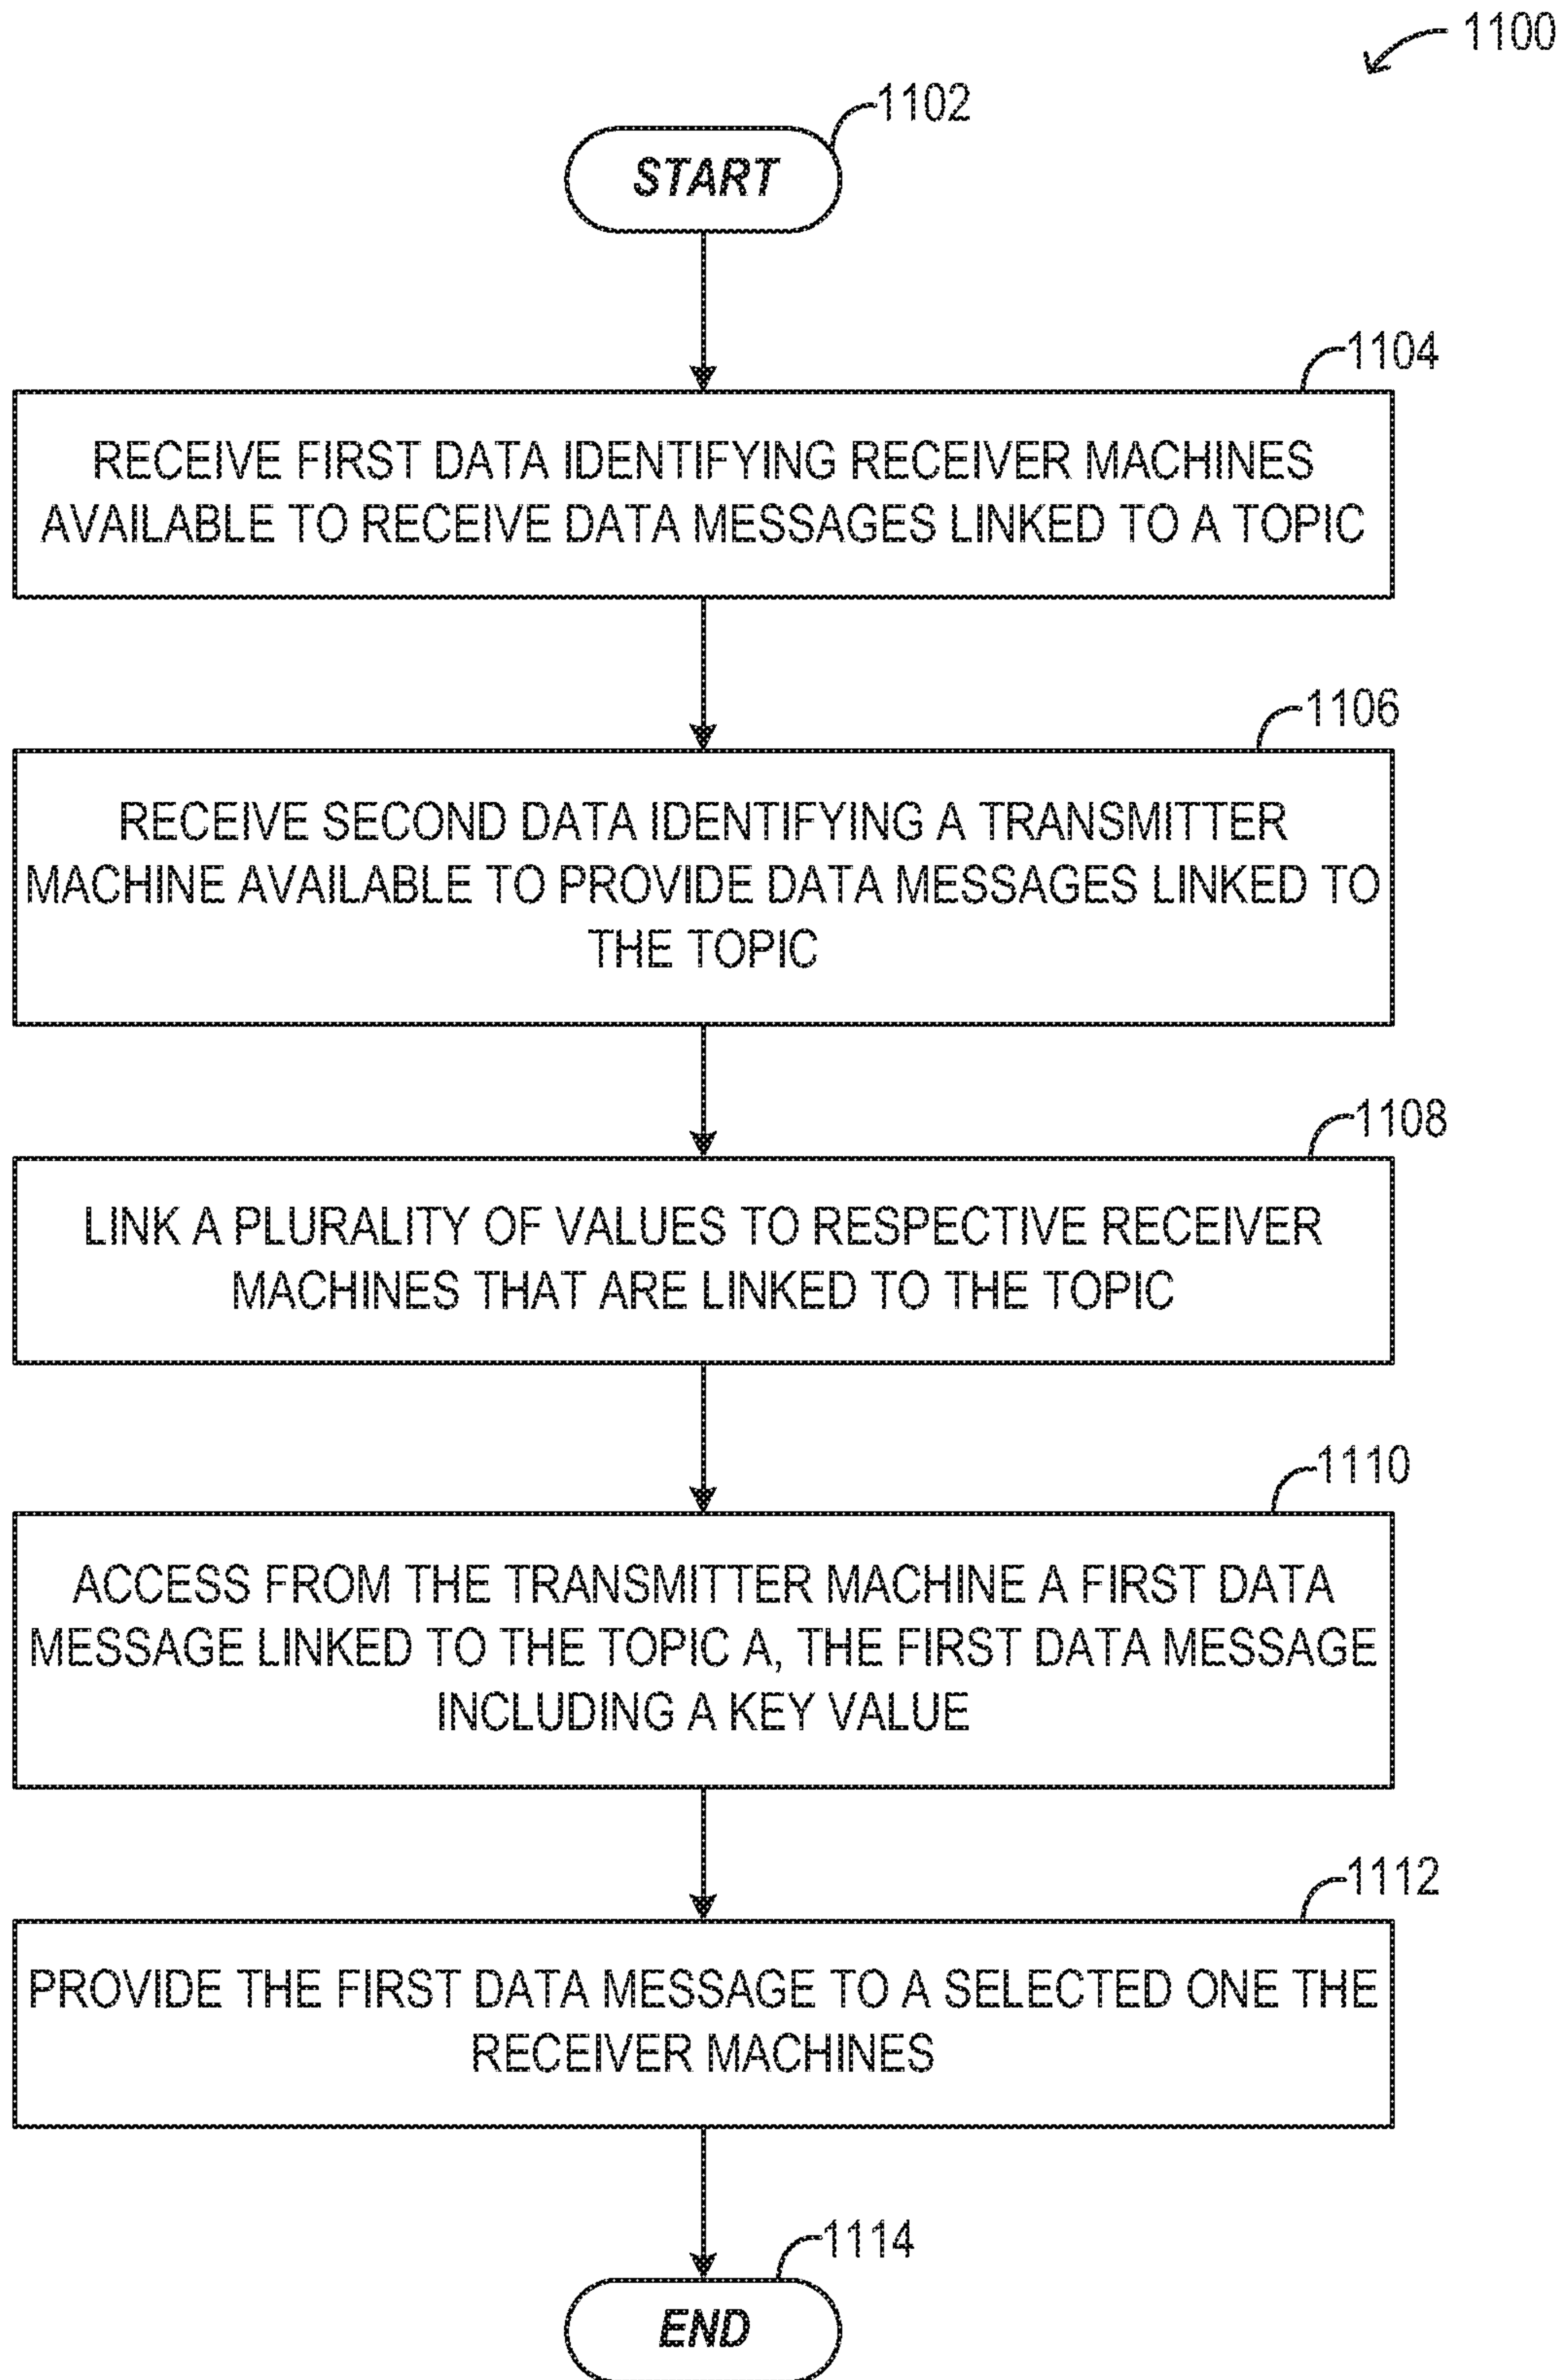 1100
1102
START
1104
RECEIVE FIRST DATA IDENTIFYING RECEIVER MACHINES
AVAILABLE TO RECEIVE DATA MESSAGES LINKED TO A TOPIC
1106
RECEIVE SECOND DATA IDENTIFYING A TRANSMITTER
MACHINE AVAILABLE TO PROVIDE DATA MESSAGES LINKED TO
THE TOPIC
1108
LINK A PLURALITY OF VALUES TO RESPECTIVE RECEIVER
MACHINES THAT ARE LINKED TO THE TOPIC
1110
ACCESS FROM THE TRANSMITTER MACHINE A FIRST DATA
MESSAGE LINKED TO THE TOPIC A, THE FIRST DATA MESSAGE
INCLUDING A KEY VALUE
1112
PROVIDE THE FIRST DATA MESSAGE TO A SELECTED ONE THE
RECEIVER MACHINES
1114
END